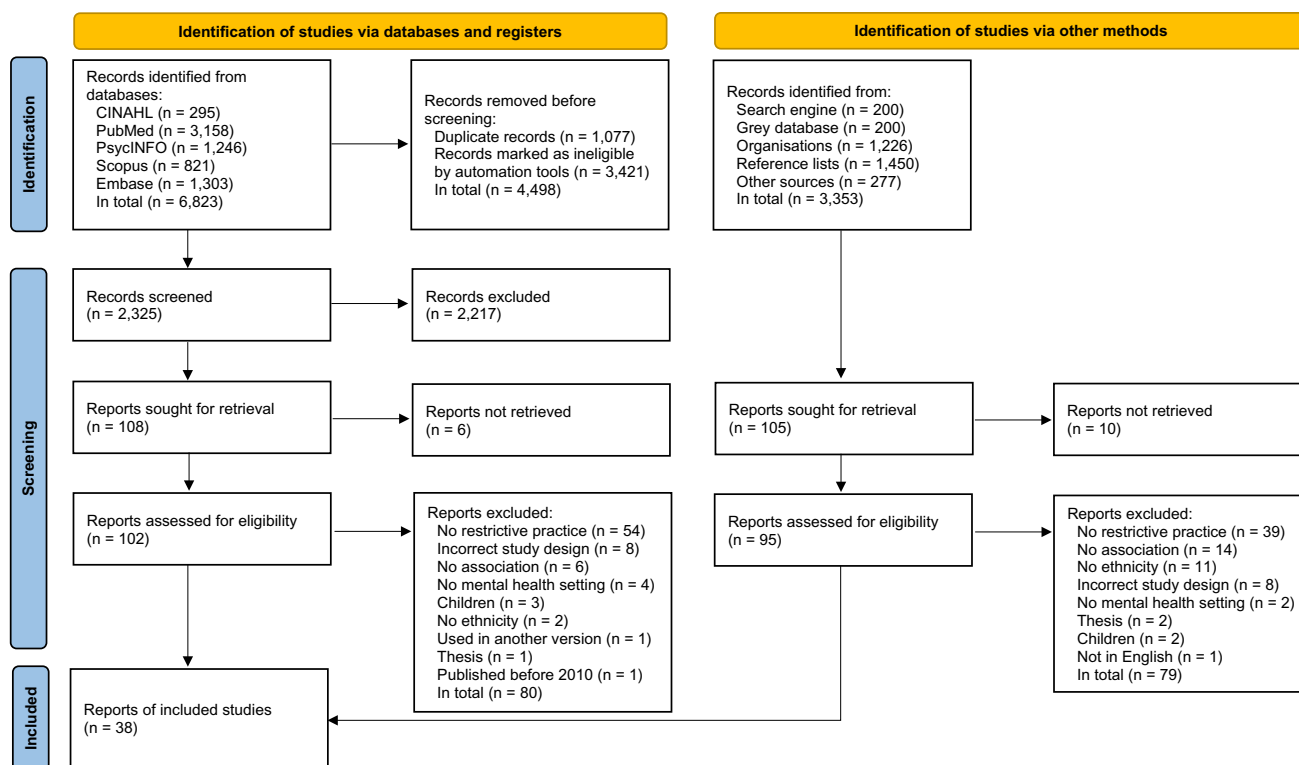 Identification of studies via databases and registers
Identification of studies via other methods
Identification
Records identified from
databases:
CINAHL (n = 295)
PubMed (n = 3,158)
PsycINFO (n = 1,246)
Scopus (n = 821)
Embase (n = 1,303)
In total (n = 6,823)
Records removed before
screening:
Duplicate records (n = 1,077)
Records marked as ineligible
by automation tools (n = 3,421)
In total (n = 4,498)
Records identified from:
Search engine (n = 200)
Grey database (n = 200)
Organisations (n = 1,226)
Reference lists (n = 1,450)
Other sources (n = 277)
In total (n = 3,353)
Screening
Records screened
(n = 2,325)
Records excluded
(n = 2,217)
Reports sought for retrieval
(n = 108)
Reports not retrieved
(n = 6)
Reports sought for retrieval
(n = 105)
Reports not retrieved
(n = 10)
Reports assessed for eligibility
(n = 102)
Reports excluded:
No restrictive practice (n = 54)
Incorrect study design (n = 8)
No association (n = 6)
No mental health setting (n = 4)
Children (n = 3)
No ethnicity (n = 2)
Used in another version (n = 1)
Thesis (n = 1)
Published before 2010 (n = 1)
In total (n = 80)
Reports assessed for eligibility
(n = 95)
Reports excluded:
No restrictive practice (n = 39)
No association (n = 14)
No ethnicity (n = 11)
Incorrect study design (n = 8)
No mental health setting (n = 2)
Thesis (n = 2)
Children (n = 2)
Not in English (n = 1)
In total (n = 79)
Included
Reports of included studies
(n = 38)